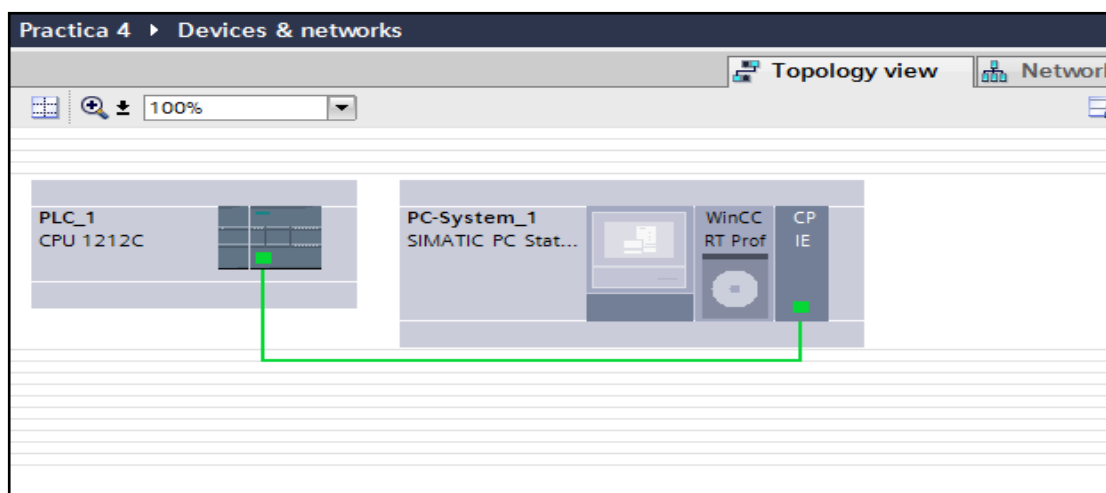 Practica 4 ▸ Devices & networks
Topology view
100%
PLC_1
CPU 1212C
PC-System_1
SIMATIC PC Stat...
WinCC
RT Prof
CP
IE